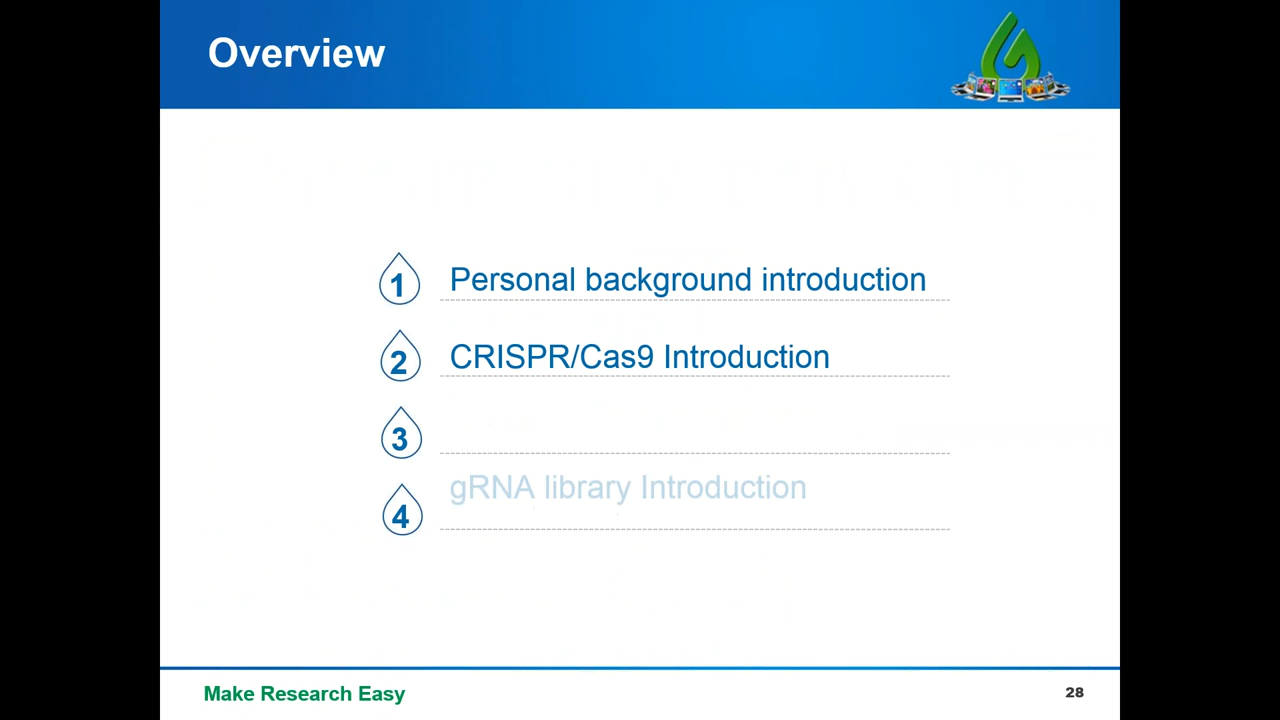 Overview
1 Personal background introduction
2 CRISPR/Cas9 Introduction
3
gRNA library Introduction
4
Make Research Easy
28